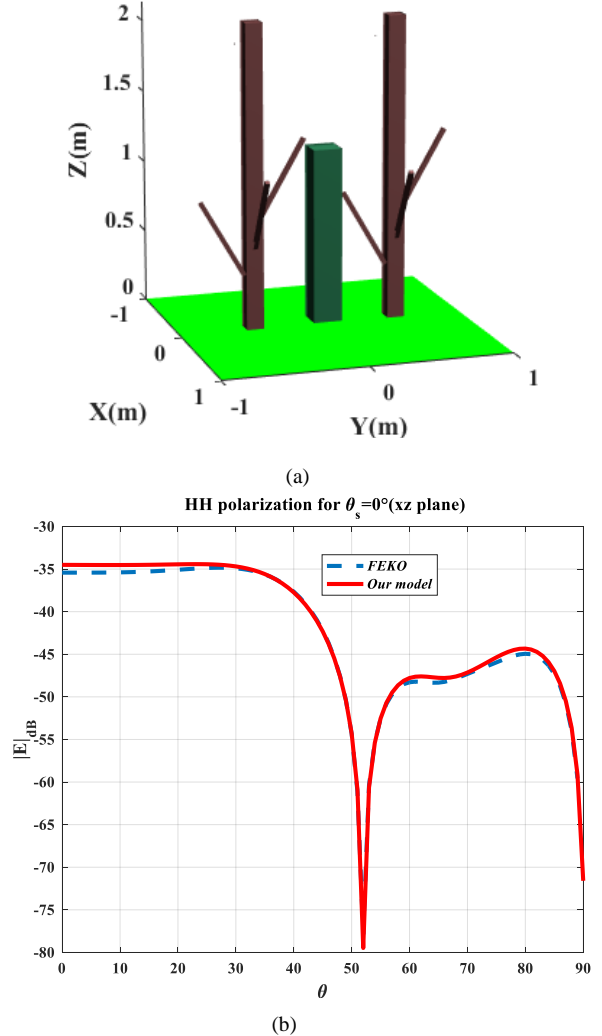 2
1.5
Z(m)
1
0.5
0
-1
0
1
X(m)
-1
0
1
Y(m)
(a)
HH polarization for θs=0°(xz plane)
-30
-35
-40
-45
-50
-55
-60
-65
-70
-75
-80
|E|dB
FEKO
Our model
0 10 20 30 40 50 60 70 80 90
θ
(b)